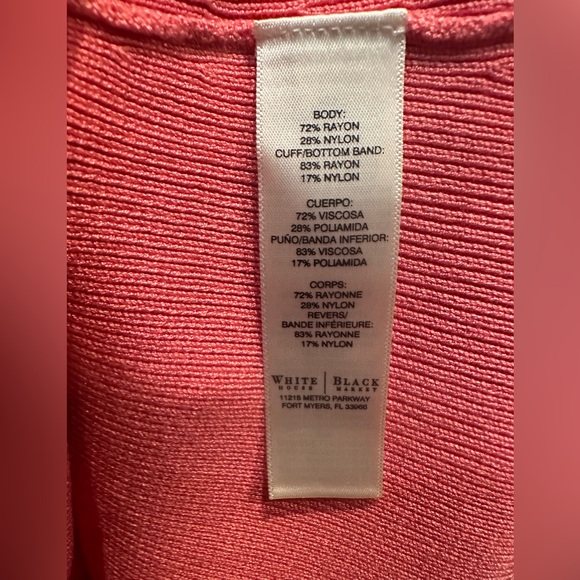 BODY:
72% RAYON
28% NYLON
CUFF/BOTTOM BAND:
83% RAYON
17% NYLON
CUERPO:
72% VISCOSA
28% POLIAMIDA
PUÑO/BANDA INFERIOR:
83% VISCOSA
17% POLIAMIDA
CORPS:
72% RAYONNE
28% NYLON
REVERS/
BANDE INFÉRIEURE:
83% RAYONNE
17% NYLON
WHITE | BLACK
HOUSE MARKET
11215 METRO PARKWAY
FORT MYERS, FL 33966